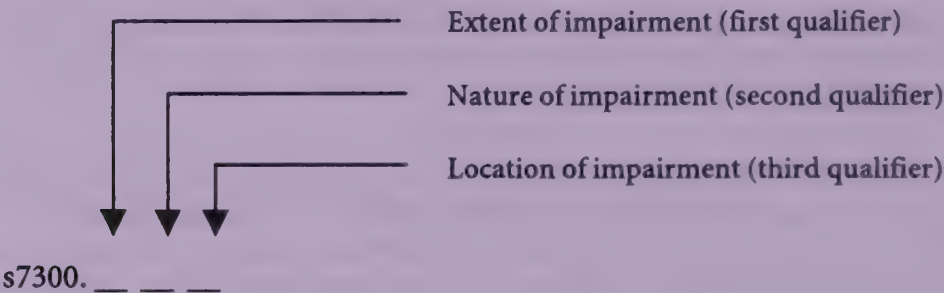 Extent of impairment (first qualifier)
Nature of impairment (second qualifier)
Location of impairment (third qualifier)
s7300. __ __ __